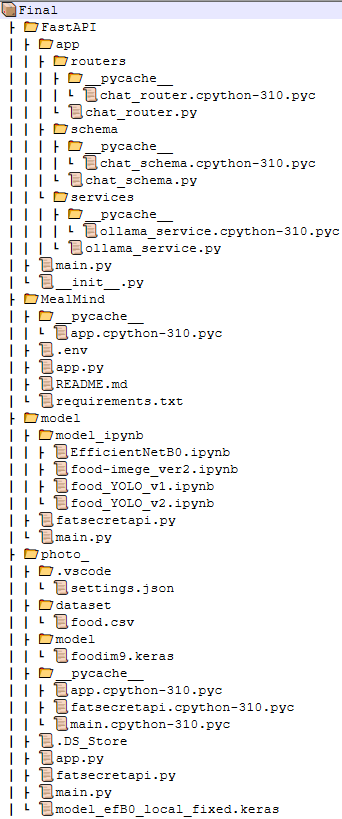 Final
FastAPI
app
routers
__pycache__
chat_router.cpython-310.pyc
chat_router.py
schema
__pycache__
chat_schema.cpython-310.pyc
chat_schema.py
services
__pycache__
ollama_service.cpython-310.pyc
ollama_service.py
main.py
__init__.py
MealMind
__pycache__
app.cpython-310.pyc
.env
app.py
README.md
requirements.txt
model
model_ipynb
EfficientNetB0.ipynb
food-imege_ver2.ipynb
food_YOLO_v1.ipynb
food_YOLO_v2.ipynb
fatsecretapi.py
main.py
photo_
.vscode
settings.json
dataset
food.csv
model
foodim9.keras
__pycache__
app.cpython-310.pyc
fatsecretapi.cpython-310.pyc
main.cpython-310.pyc
.DS_Store
app.py
fatsecretapi.py
main.py
model_efB0_local_fixed.keras